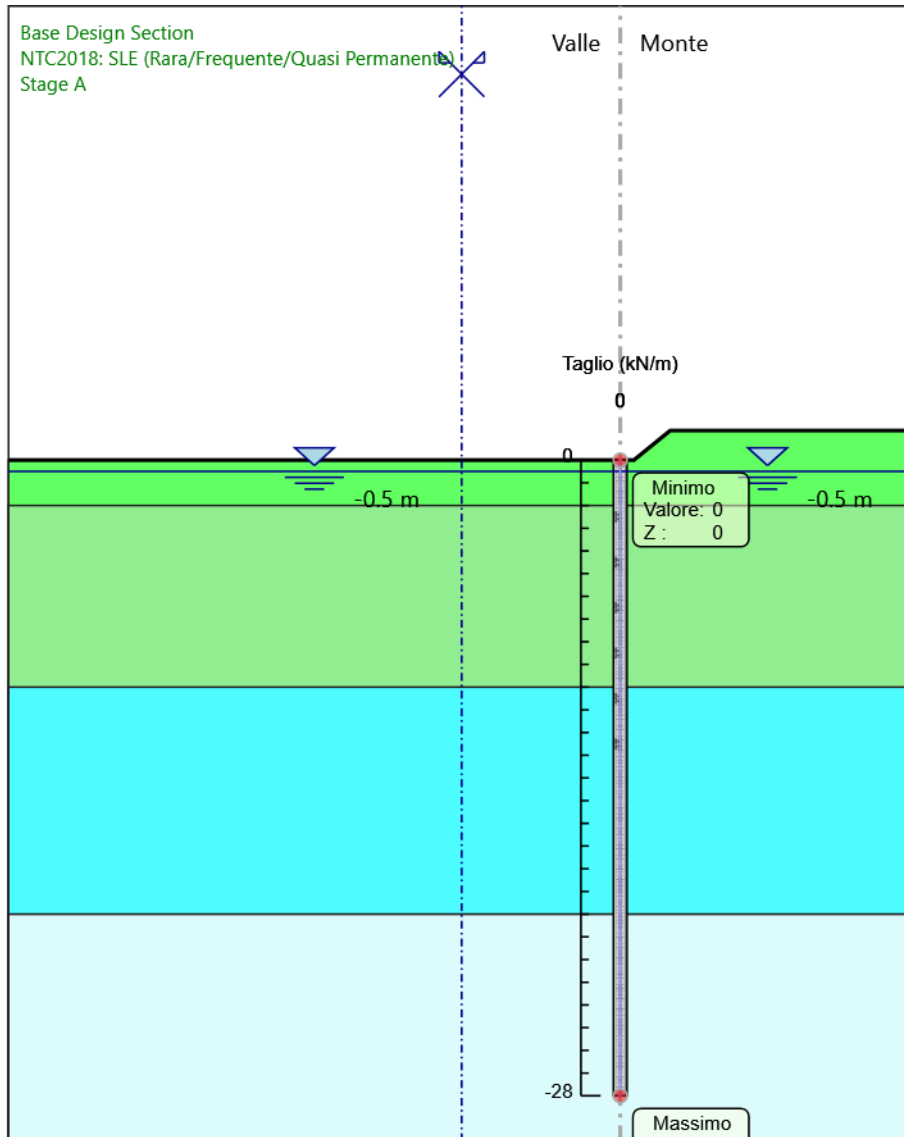 Base Design Section
NTC2018: SLE (Rara/Frequente/Quasi Permanente)
Stage A
Valle
Monte
Taglio (kN/m)
0
0
-0.5 m
-0.5 m
Minimo
Valore: 0
Z : 0
-28
Massimo